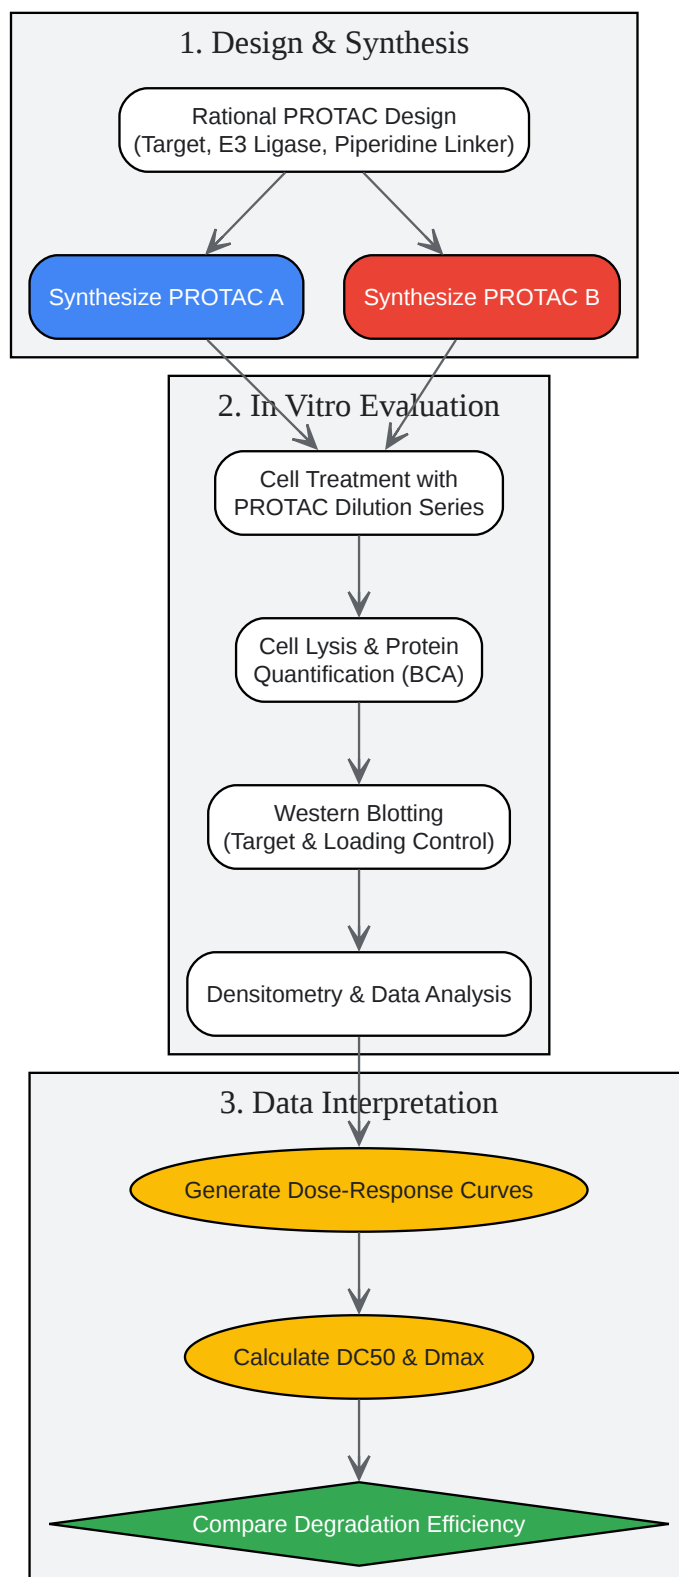 1. Design & Synthesis
Rational PROTAC Design
(Target, E3 Ligase, Piperidine Linker)
Synthesize PROTAC A
Synthesize PROTAC B
2. In Vitro Evaluation
Cell Treatment with
PROTAC Dilution Series
Cell Lysis & Protein
Quantification (BCA)
Western Blotting
(Target & Loading Control)
Densitometry & Data Analysis
3. Data Interpretation
Generate Dose-Response Curves
Calculate DC50 & Dmax
Compare Degradation Efficiency